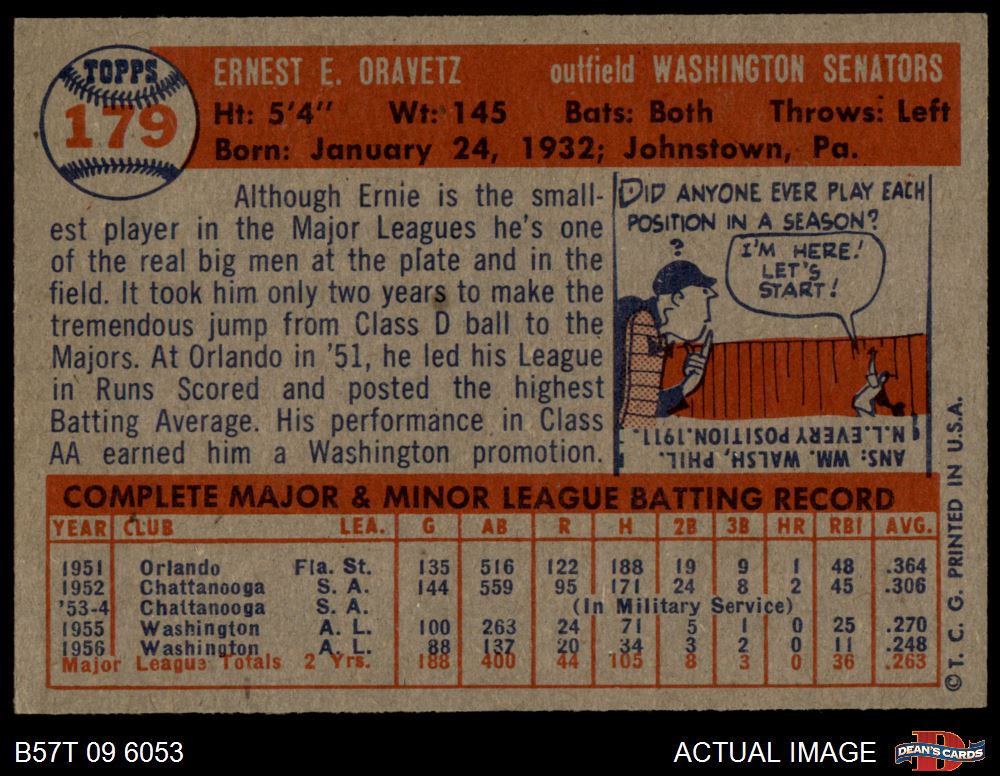 TOPPS
179
ERNEST E. ORAVETZ outfield WASHINGTON SENATORS
Ht: 5'4" Wt: 145 Bats: Both Throws: Left
Born: January 24, 1932; Johnstown, Pa.
Although Ernie is the small-
est player in the Major Leagues he's one
of the real big men at the plate and in the
field. It took him only two years to make the
tremendous jump from Class D ball to the
Majors. At Orlando in '51, he led his League
in Runs Scored and posted the highest
Batting Average. His performance in Class
AA earned him a Washington promotion.
DID ANYONE EVER PLAY EACH
POSITION IN A SEASON?
?
I'M HERE!
LET'S
START!
ANS: WM. WALSH, PHIL.
N.L. EVERY POSITION. 1911.
COMPLETE MAJOR & MINOR LEAGUE BATTING RECORD
YEAR CLUB LEA. G AB R H 2B 3B HR RBI AVG.
1951 Orlando Fla. St. 135 516 122 188 19 9 1 48 .364
1952 Chattanooga S. A. 144 559 95 171 24 8 2 45 .306
'53-4 Chattanooga S. A. (In Military Service)
1955 Washington A. L. 100 263 24 71 5 1 0 25 .270
1956 Washington A. L. 88 137 20 34 3 2 0 11 .248
Major League Totals 2 Yrs. 188 400 44 105 8 3 0 36 .263
©T. C. G. PRINTED IN U.S.A.
B57T 09 6053
ACTUAL IMAGE
DEAN'S CARDS